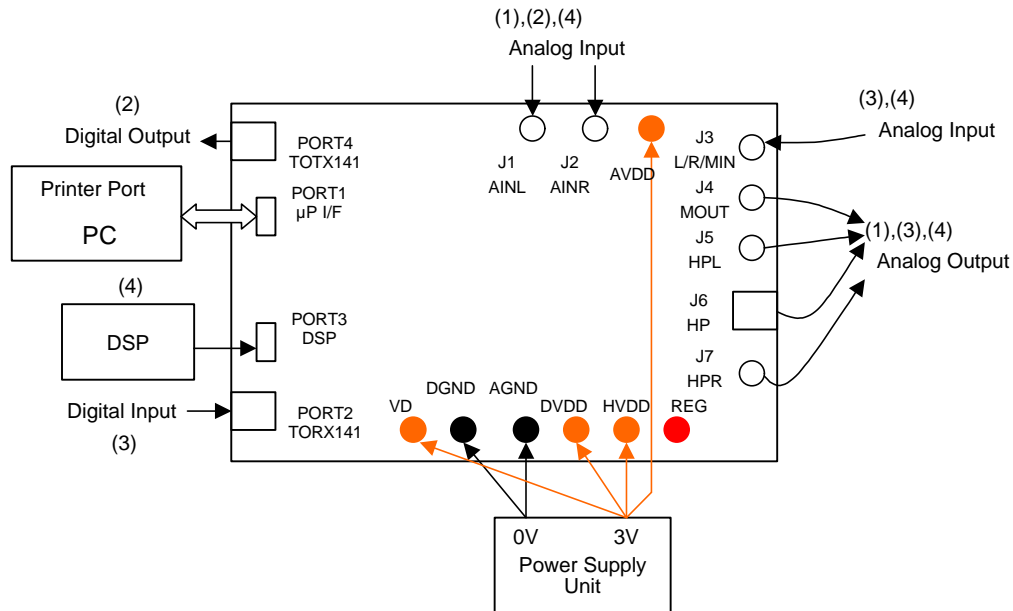 (1),(2),(4)
Analog Input
(2)
Digital Output
PORT4
TOTX141
J1
AINL
J2
AINR
AVDD
J3
L/R/MIN
(3),(4)
Analog Input
Printer Port
PC
PORT1
µP I/F
J4
MOUT
J5
HPL
(1),(3),(4)
Analog Output
(4)
DSP
PORT3
DSP
J6
HP
J7
HPR
Digital Input
(3)
PORT2
TORX141
VD
DGND
AGND
DVDD
HVDD
REG
0V
3V
Power Supply
Unit